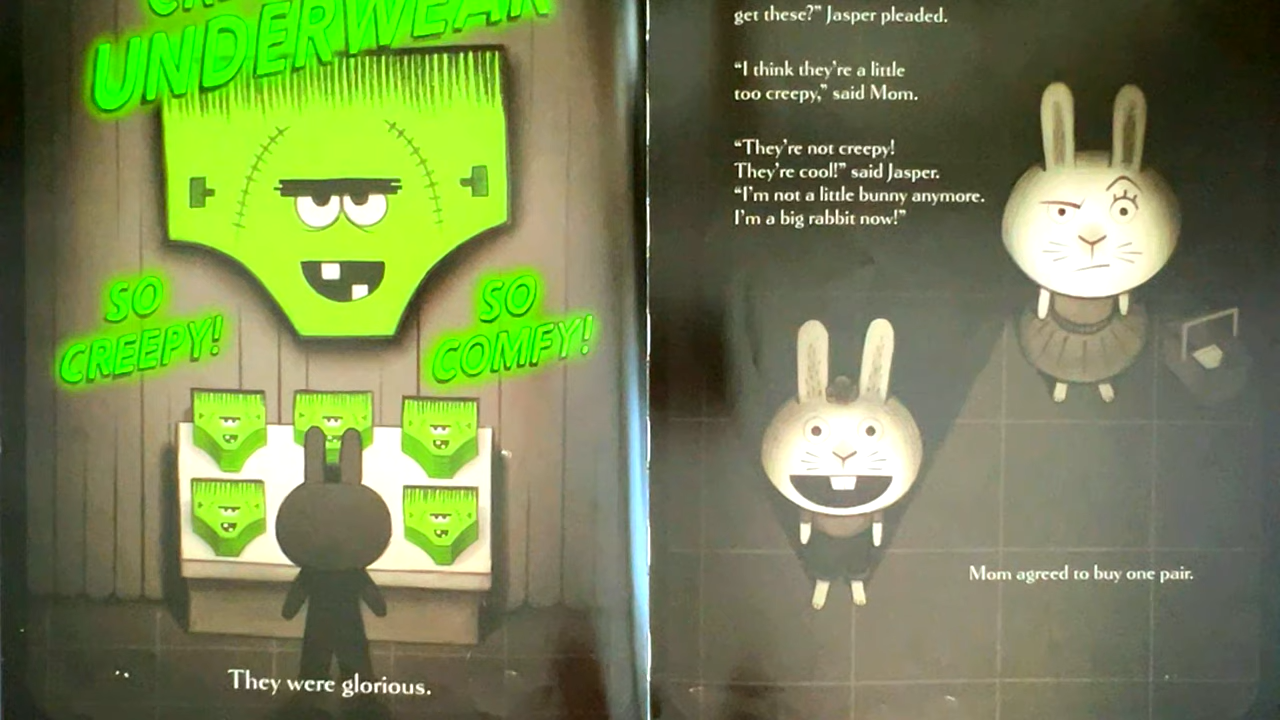 UNDERWEAR
SO
CREEPY!
SO
COMFY!
They were glorious.
get these?” Jasper pleaded.
“I think they’re a little
too creepy,” said Mom.
“They’re not creepy!
They’re cool!” said Jasper.
“I’m not a little bunny anymore.
I’m a big rabbit now!”
Mom agreed to buy one pair.